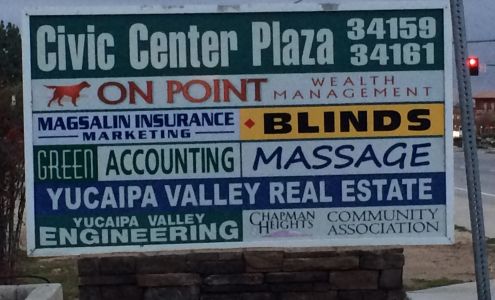 Civic Center Plaza 34159
34161
ON POINT WEALTH
MANAGEMENT
MAGSALIN INSURANCE
MARKETING
BLINDS
GREEN ACCOUNTING
MASSAGE
YUCAIPA VALLEY REAL ESTATE
YUCAIPA VALLEY
ENGINEERING
CHAPMAN
HEIGHTS
COMMUNITY
ASSOCIATION